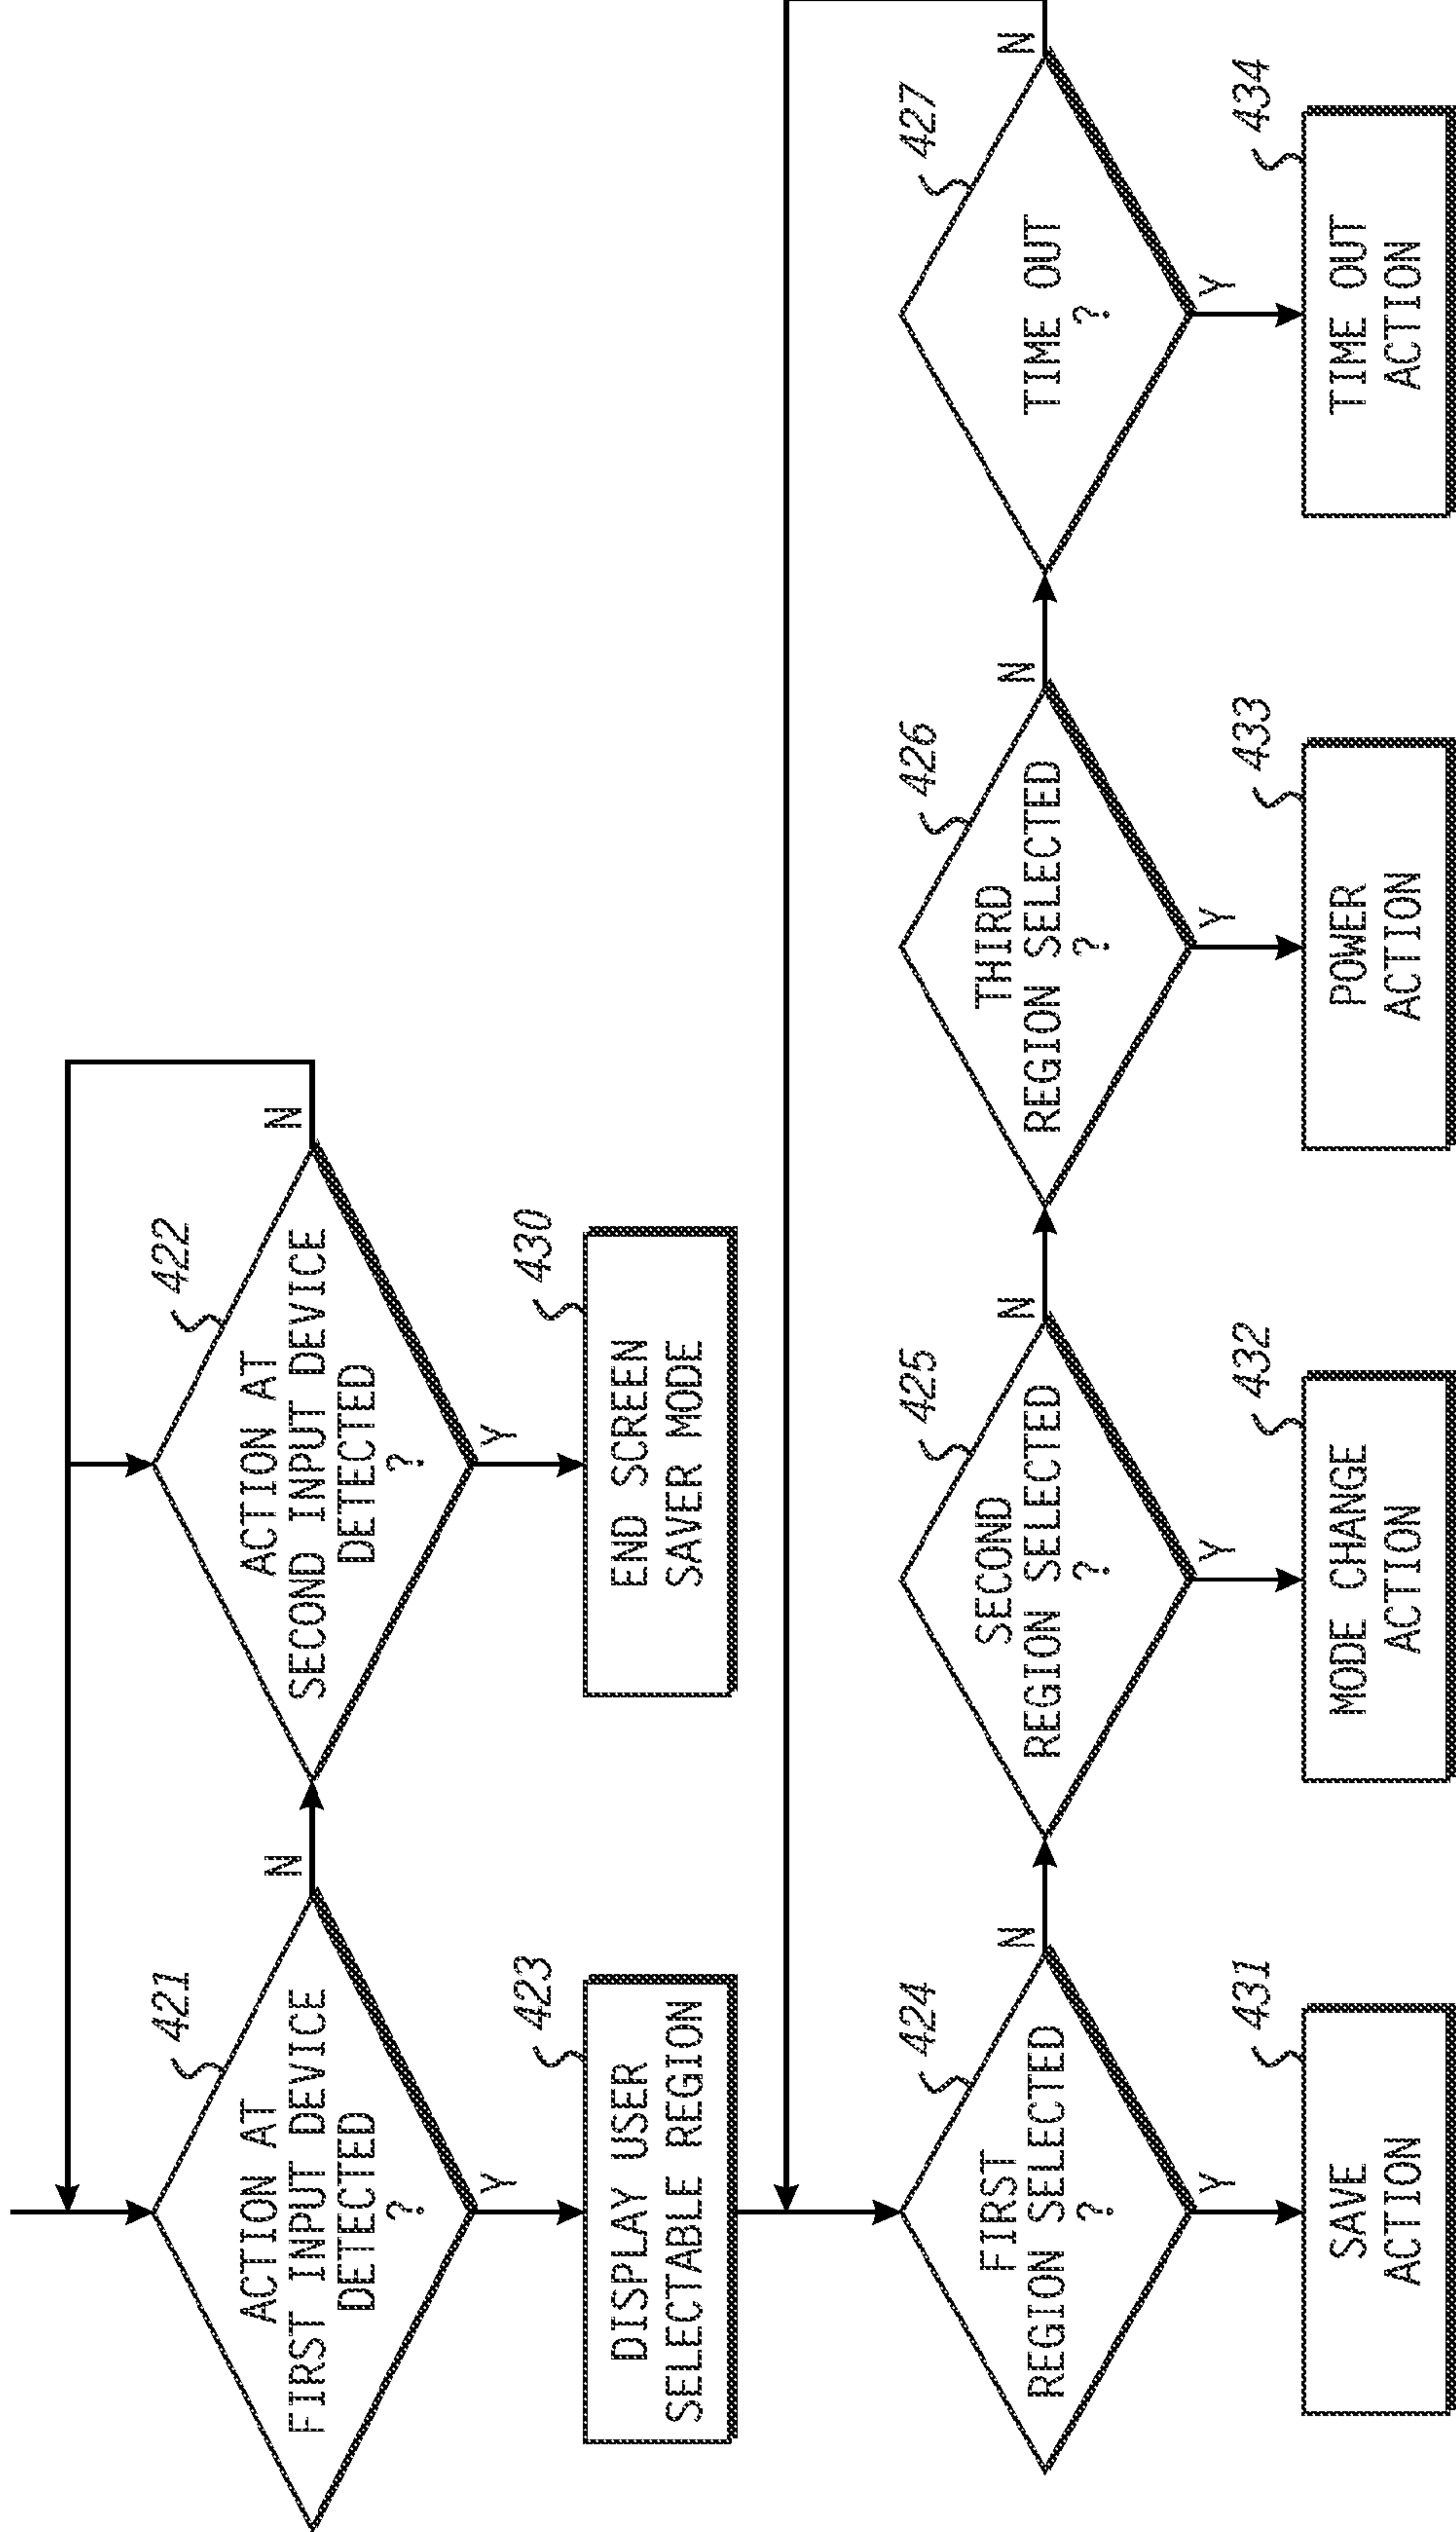 421
ACTION AT
FIRST INPUT DEVICE
DETECTED
?
N
Y
422
ACTION AT
SECOND INPUT DEVICE
DETECTED
?
N
Y
423
DISPLAY USER
SELECTABLE REGION
430
END SCREEN
SAVER MODE
424
FIRST
REGION SELECTED
?
N
Y
425
SECOND
REGION SELECTED
?
N
Y
426
THIRD
REGION SELECTED
?
N
Y
427
TIME OUT
?
N
Y
431
SAVE
ACTION
432
MODE CHANGE
ACTION
433
POWER
ACTION
434
TIME OUT
ACTION